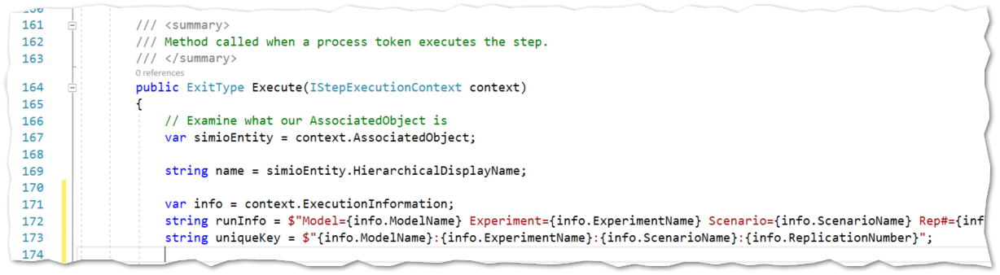 161 /// <summary>
162 /// Method called when a process token executes the step.
163 /// </summary>
0 references
164 public ExitType Execute(IStepExecutionContext context)
165 {
166 // Examine what our AssociatedObject is
167 var simioEntity = context.AssociatedObject;
168
169 string name = simioEntity.HierarchicalDisplayName;
170
171 var info = context.ExecutionInformation;
172 string runInfo = $"Model={info.ModelName} Experiment={info.ExperimentName} Scenario={info.ScenarioName} Rep#={inf
173 string uniqueKey = $"{info.ModelName}:{info.ExperimentName}:{info.ScenarioName}:{info.ReplicationNumber}";
174